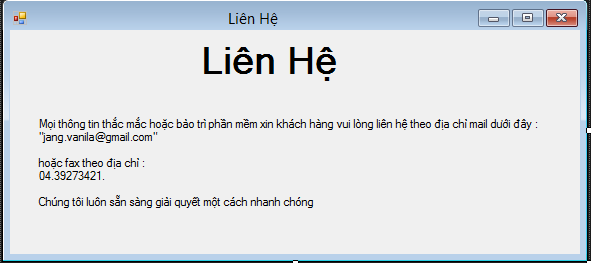 Liên Hệ
Liên Hệ
Mọi thông tin thắc mắc hoặc bảo trì phần mềm xin khách hàng vui lòng liên hệ theo địa chỉ mail dưới đây :
"jang.vanila@gmail.com"
hoặc fax theo địa chỉ :
04.39273421.
Chúng tôi luôn sẵn sàng giải quyết một cách nhanh chóng